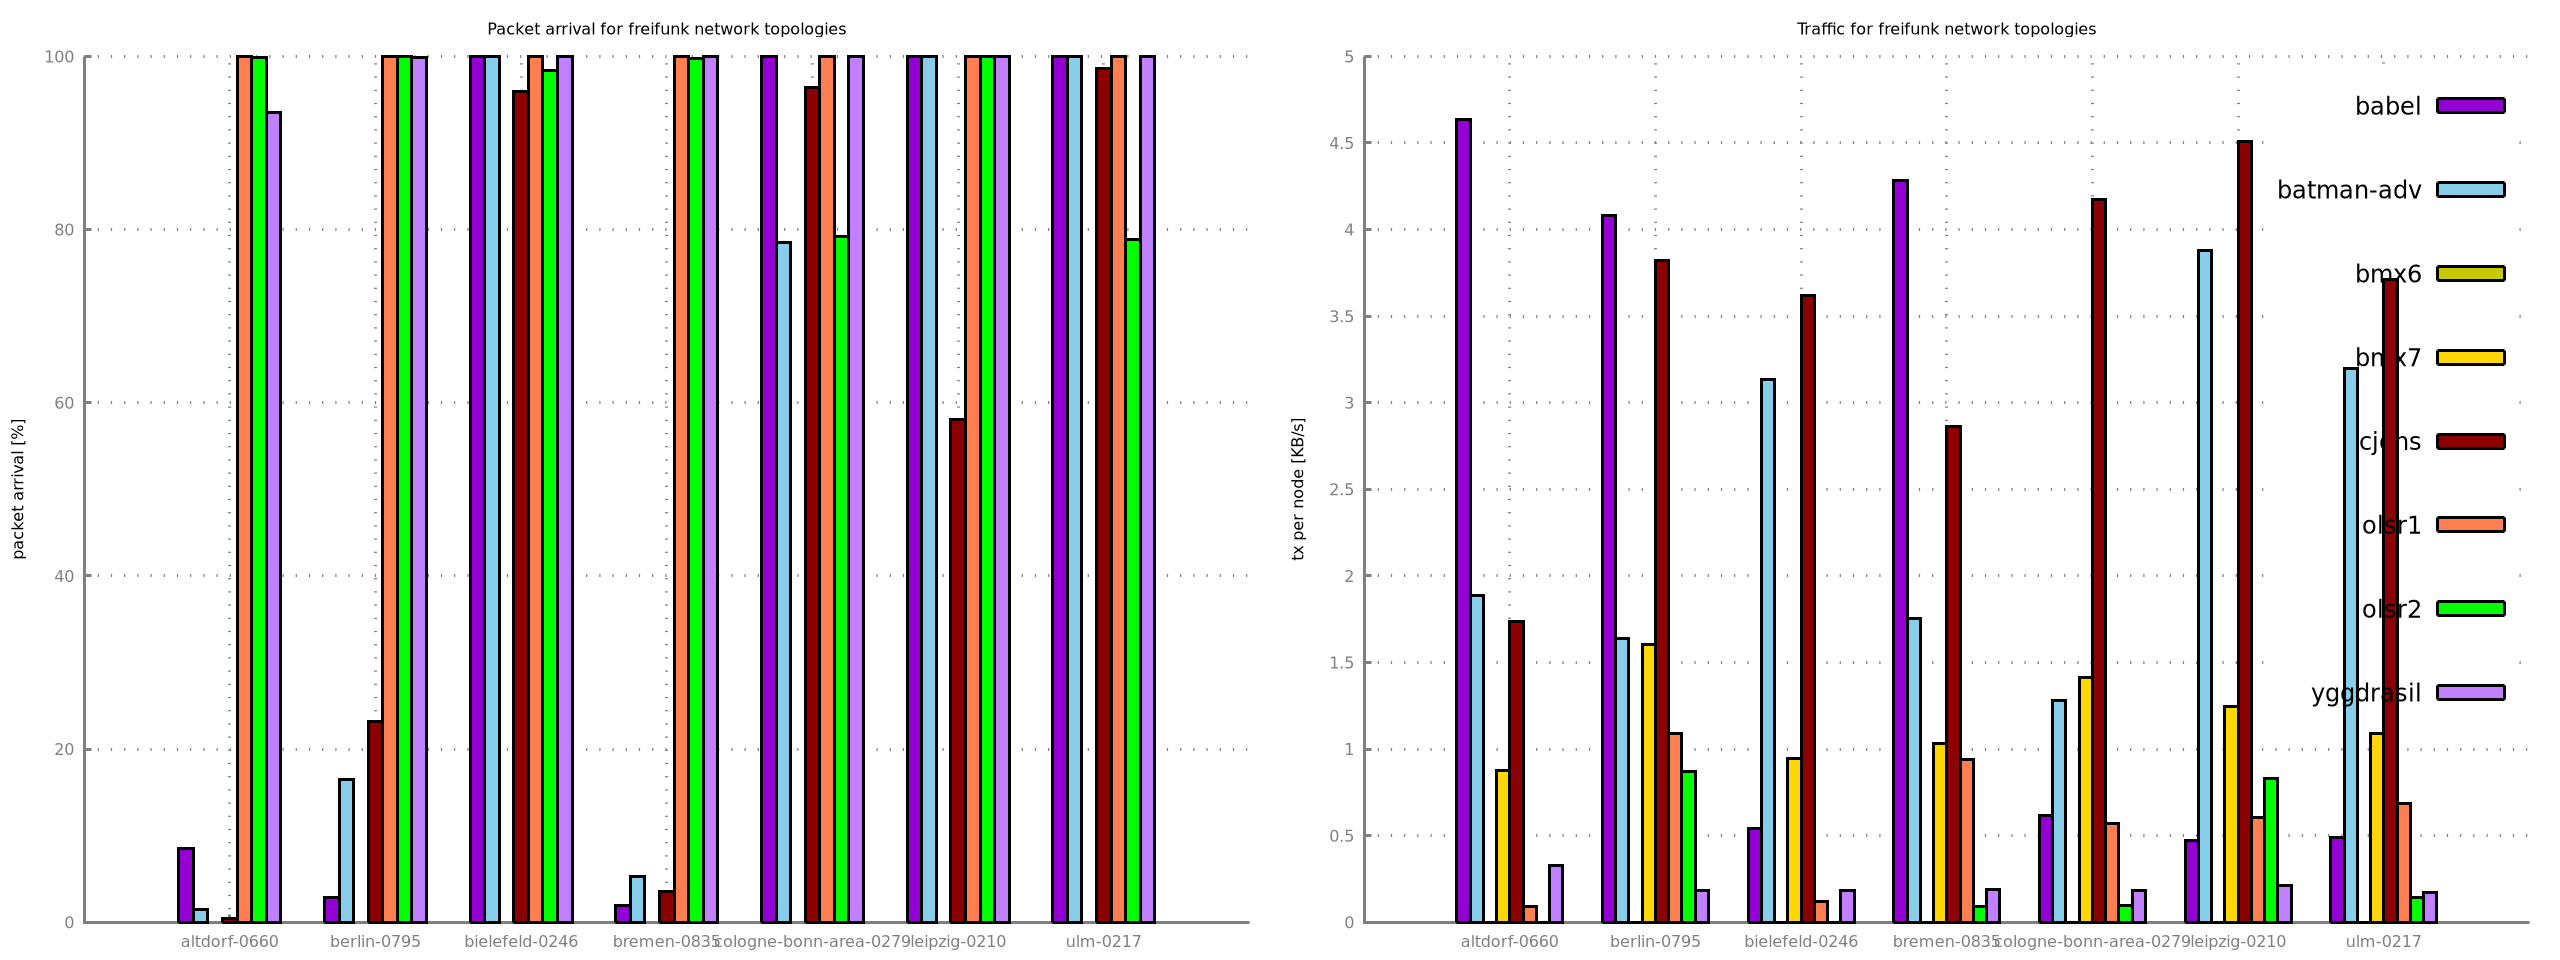 Packet arrival for freifunk network topologies
100
80
60
40
20
0
packet arrival [%]
altdorf-0660
berlin-0795
bielefeld-0246
bremen-0835
cologne-bonn-area-0279
leipzig-0210
ulm-0217
Traffic for freifunk network topologies
5
4.5
4
3.5
3
2.5
2
1.5
1
0.5
0
tx per node [KB/s]
altdorf-0660
berlin-0795
bielefeld-0246
bremen-0835
cologne-bonn-area-0279
leipzig-0210
ulm-0217
babel
batman-adv
bmx6
bmx7
cjdns
olsr1
olsr2
yggdrasil